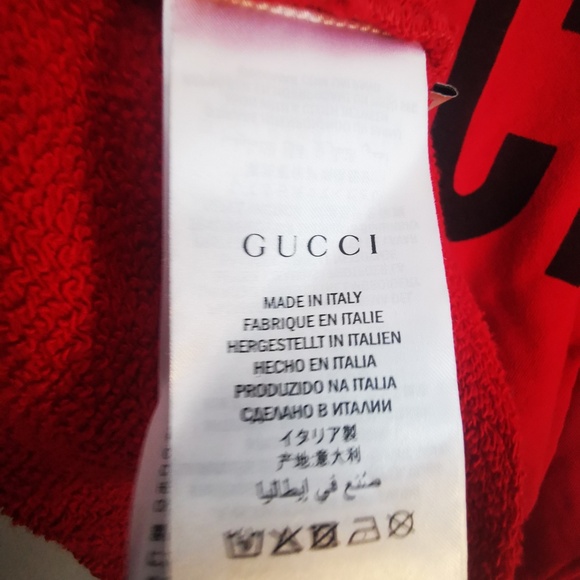 GUCCI
MADE IN ITALY
FABRIQUE EN ITALIE
HERGESTELLT IN ITALIEN
HECHO EN ITALIA
PRODUZIDO NA ITALIA
СДЕЛАНО В ИТАЛИИ
イタリア製
产地:意大利
صنع في إيطاليا